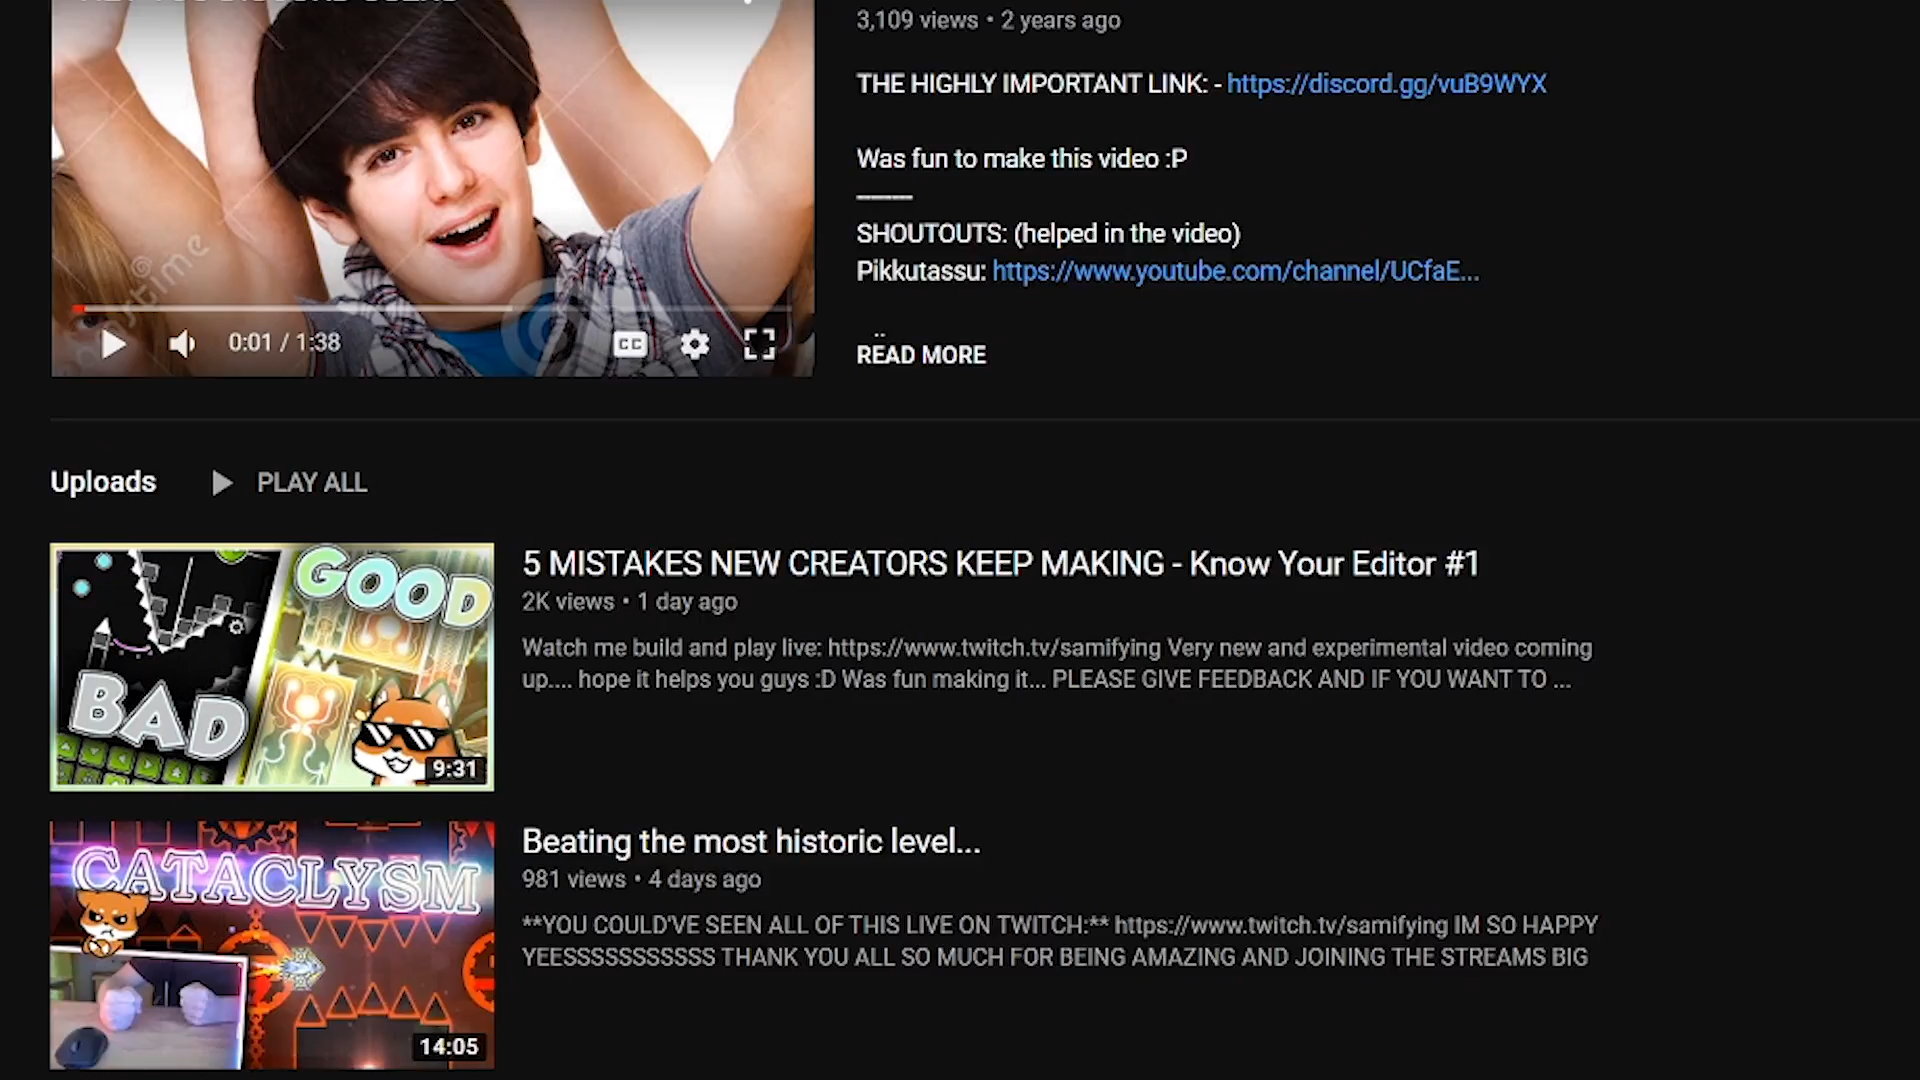 3,109 views • 2 years ago
THE HIGHLY IMPORTANT LINK: - https://discord.gg/vuB9WYX
Was fun to make this video :P
SHOUTOUTS: (helped in the video)
Pikkutassu: https://www.youtube.com/channel/UCfaE...
READ MORE
0:01 / 1:38
CC
Uploads
PLAY ALL
GOOD
BAD
9:31
5 MISTAKES NEW CREATORS KEEP MAKING - Know Your Editor #1
2K views • 1 day ago
Watch me build and play live: https://www.twitch.tv/samifying Very new and experimental video coming
up.... hope it helps you guys :D Was fun making it... PLEASE GIVE FEEDBACK AND IF YOU WANT TO ...
CATACLYSM
14:05
Beating the most historic level...
981 views • 4 days ago
**YOU COULD'VE SEEN ALL OF THIS LIVE ON TWITCH:** https://www.twitch.tv/samifying IM SO HAPPY
YEESSSSSSSSSSS THANK YOU ALL SO MUCH FOR BEING AMAZING AND JOINING THE STREAMS BIG